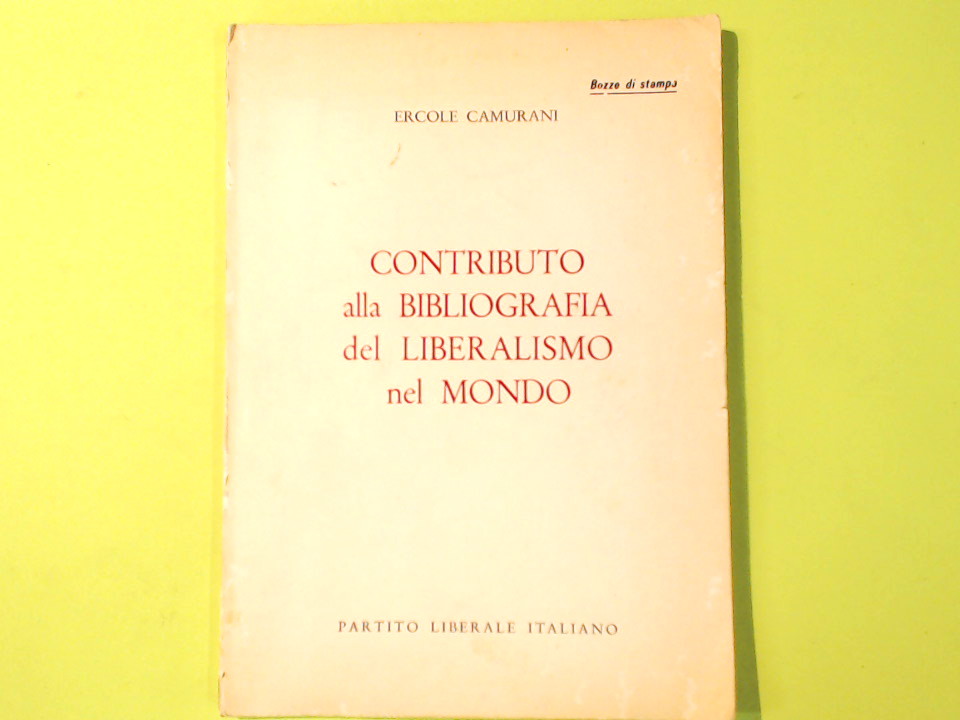 Bozze di stampa
ERCOLE CAMURANI
CONTRIBUTO
alla BIBLIOGRAFIA
del LIBERALISMO
nel MONDO
PARTITO LIBERALE ITALIANO